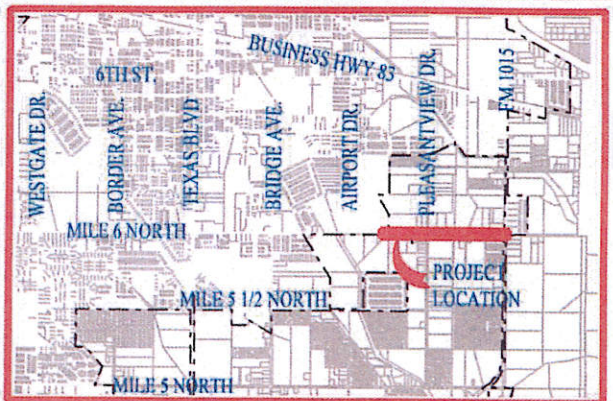 BUSINESS HWY 83
6TH ST.
WESTGATE DR.
BORDER AVE.
TEXAS BLVD
BRIDGE AVE.
AIRPORT DR.
PLEASANTVIEW DR.
FM 1015
MILE 6 NORTH
PROJECT
LOCATION
MILE 5 1/2 NORTH
MILE 5 NORTH